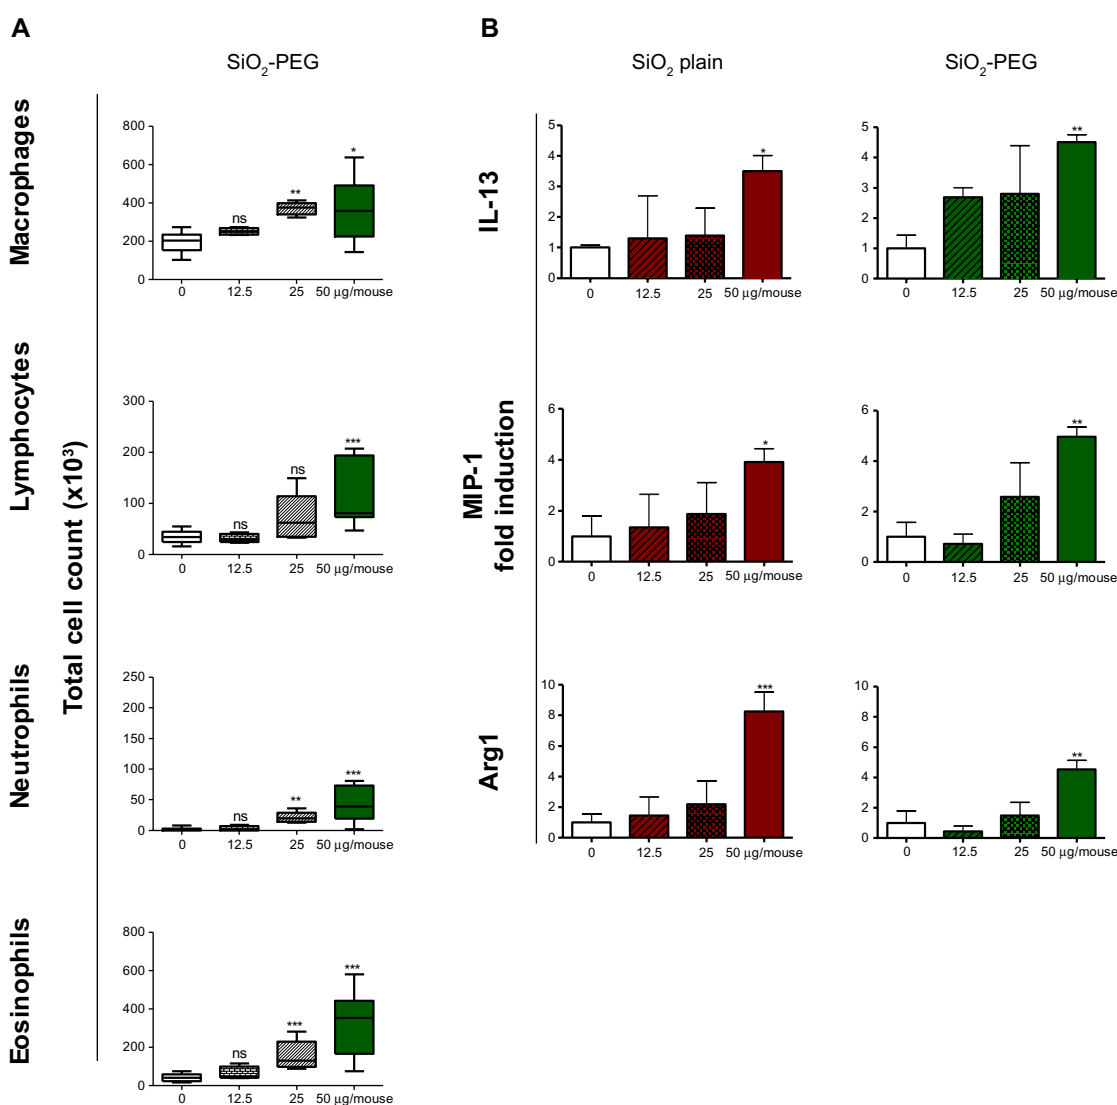 A
B
SiO2-PEG
SiO2 plain
SiO2-PEG
Total cell count (x10³)
Macrophages
800
600
400
200
0
ns
**
*
0 12.5 25 50 μg/mouse
Lymphocytes
300
200
100
0
ns
ns
***
0 12.5 25 50 μg/mouse
Neutrophils
250
200
150
100
50
0
ns
**
***
0 12.5 25 50 μg/mouse
Eosinophils
800
600
400
200
0
ns
***
***
0 12.5 25 50 μg/mouse
IL-13
5
4
3
2
1
0
*
0 12.5 25 50 μg/mouse
5
4
3
2
1
0
**
0 12.5 25 50 μg/mouse
MIP-1
fold induction
6
4
2
0
*
0 12.5 25 50 μg/mouse
6
4
2
0
**
0 12.5 25 50 μg/mouse
Arg1
10
8
6
4
2
0
***
0 12.5 25 50 μg/mouse
10
8
6
4
2
0
**
0 12.5 25 50 μg/mouse